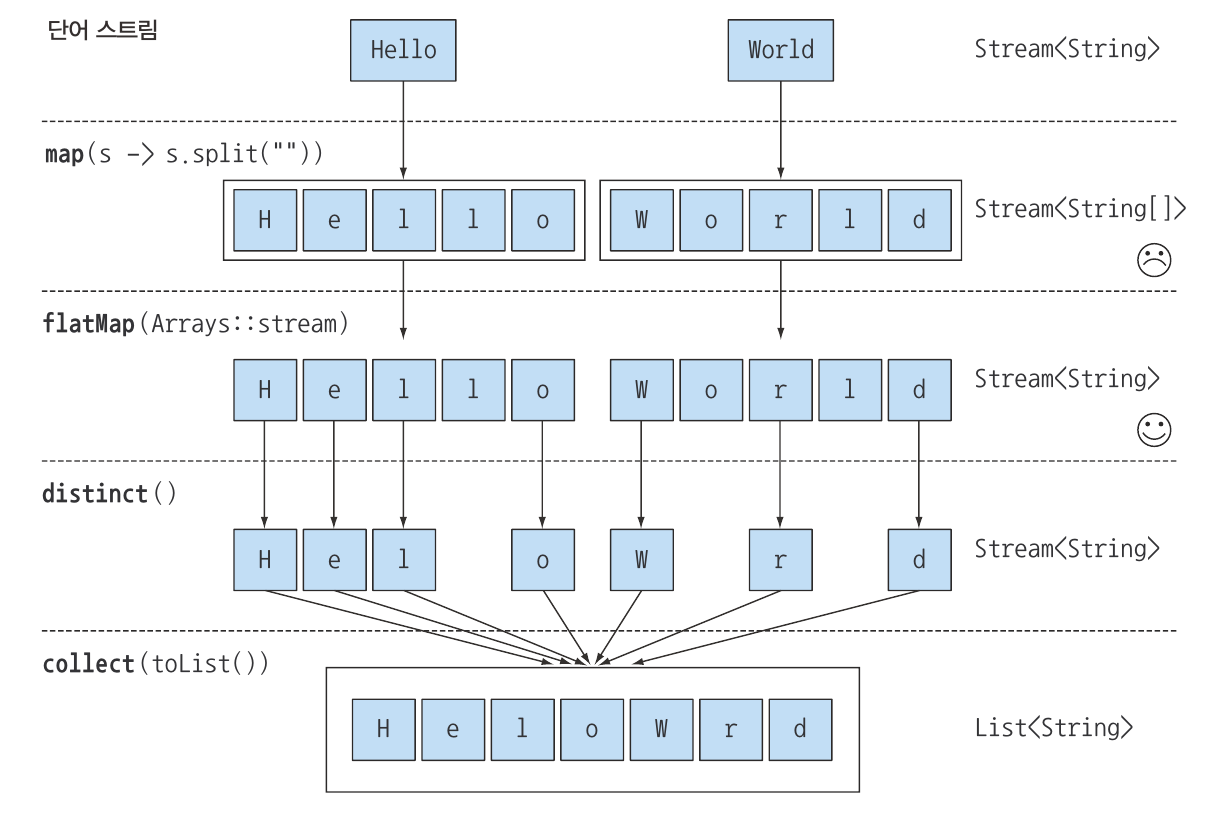 단어 스트림
Hello World Stream<String>
map(s -> s.split(""))
H e l l o W o r l d Stream<String[]>
flatMap(Arrays::stream)
H e l l o W o r l d Stream<String>
distinct()
H e l o W r d Stream<String>
collect(toList())
H e l o W r d List<String>